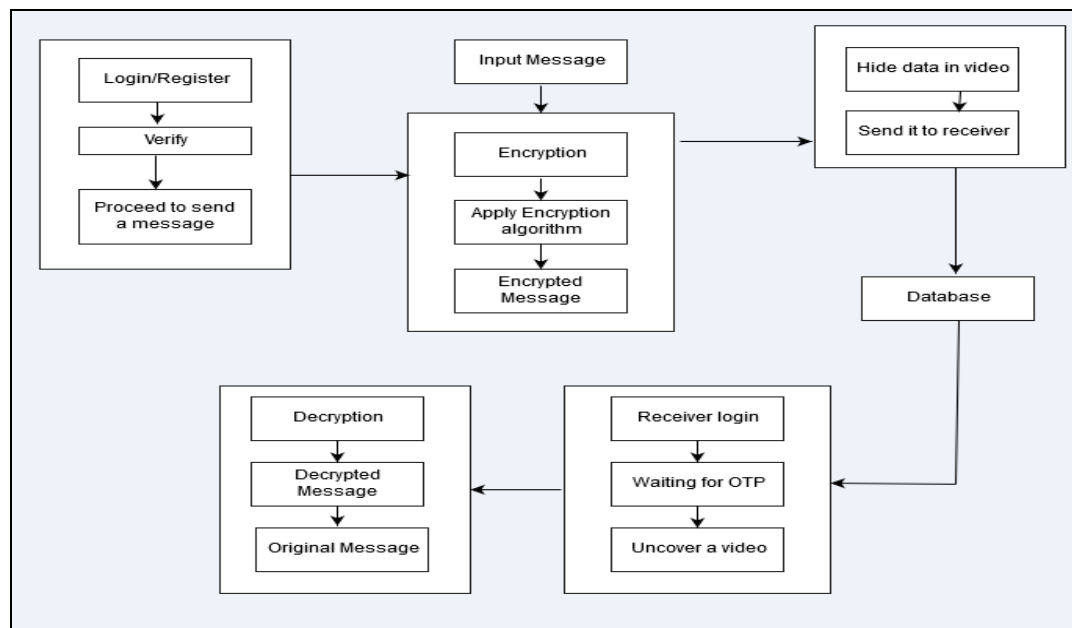 Login/Register
Verify
Proceed to send
a message
Input Message
Encryption
Apply Encryption
algorithm
Encrypted
Message
Hide data in video
Send it to receiver
Database
Receiver login
Waiting for OTP
Uncover a video
Decryption
Decrypted
Message
Original Message